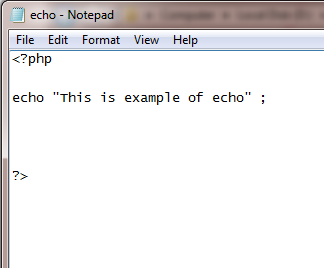 echo - Notepad
File Edit Format View Help
<?php
echo "This is example of echo" ;
?>